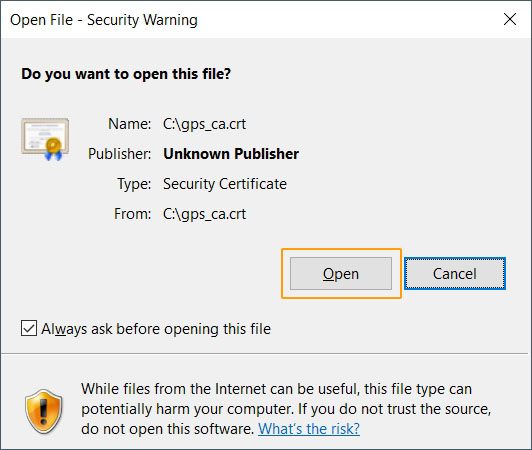 Open File - Security Warning
Do you want to open this file?
Name: C:\gps_ca.crt
Publisher: Unknown Publisher
Type: Security Certificate
From: C:\gps_ca.crt
Open Cancel
Always ask before opening this file
While files from the Internet can be useful, this file type can
potentially harm your computer. If you do not trust the source,
do not open this software. What's the risk?